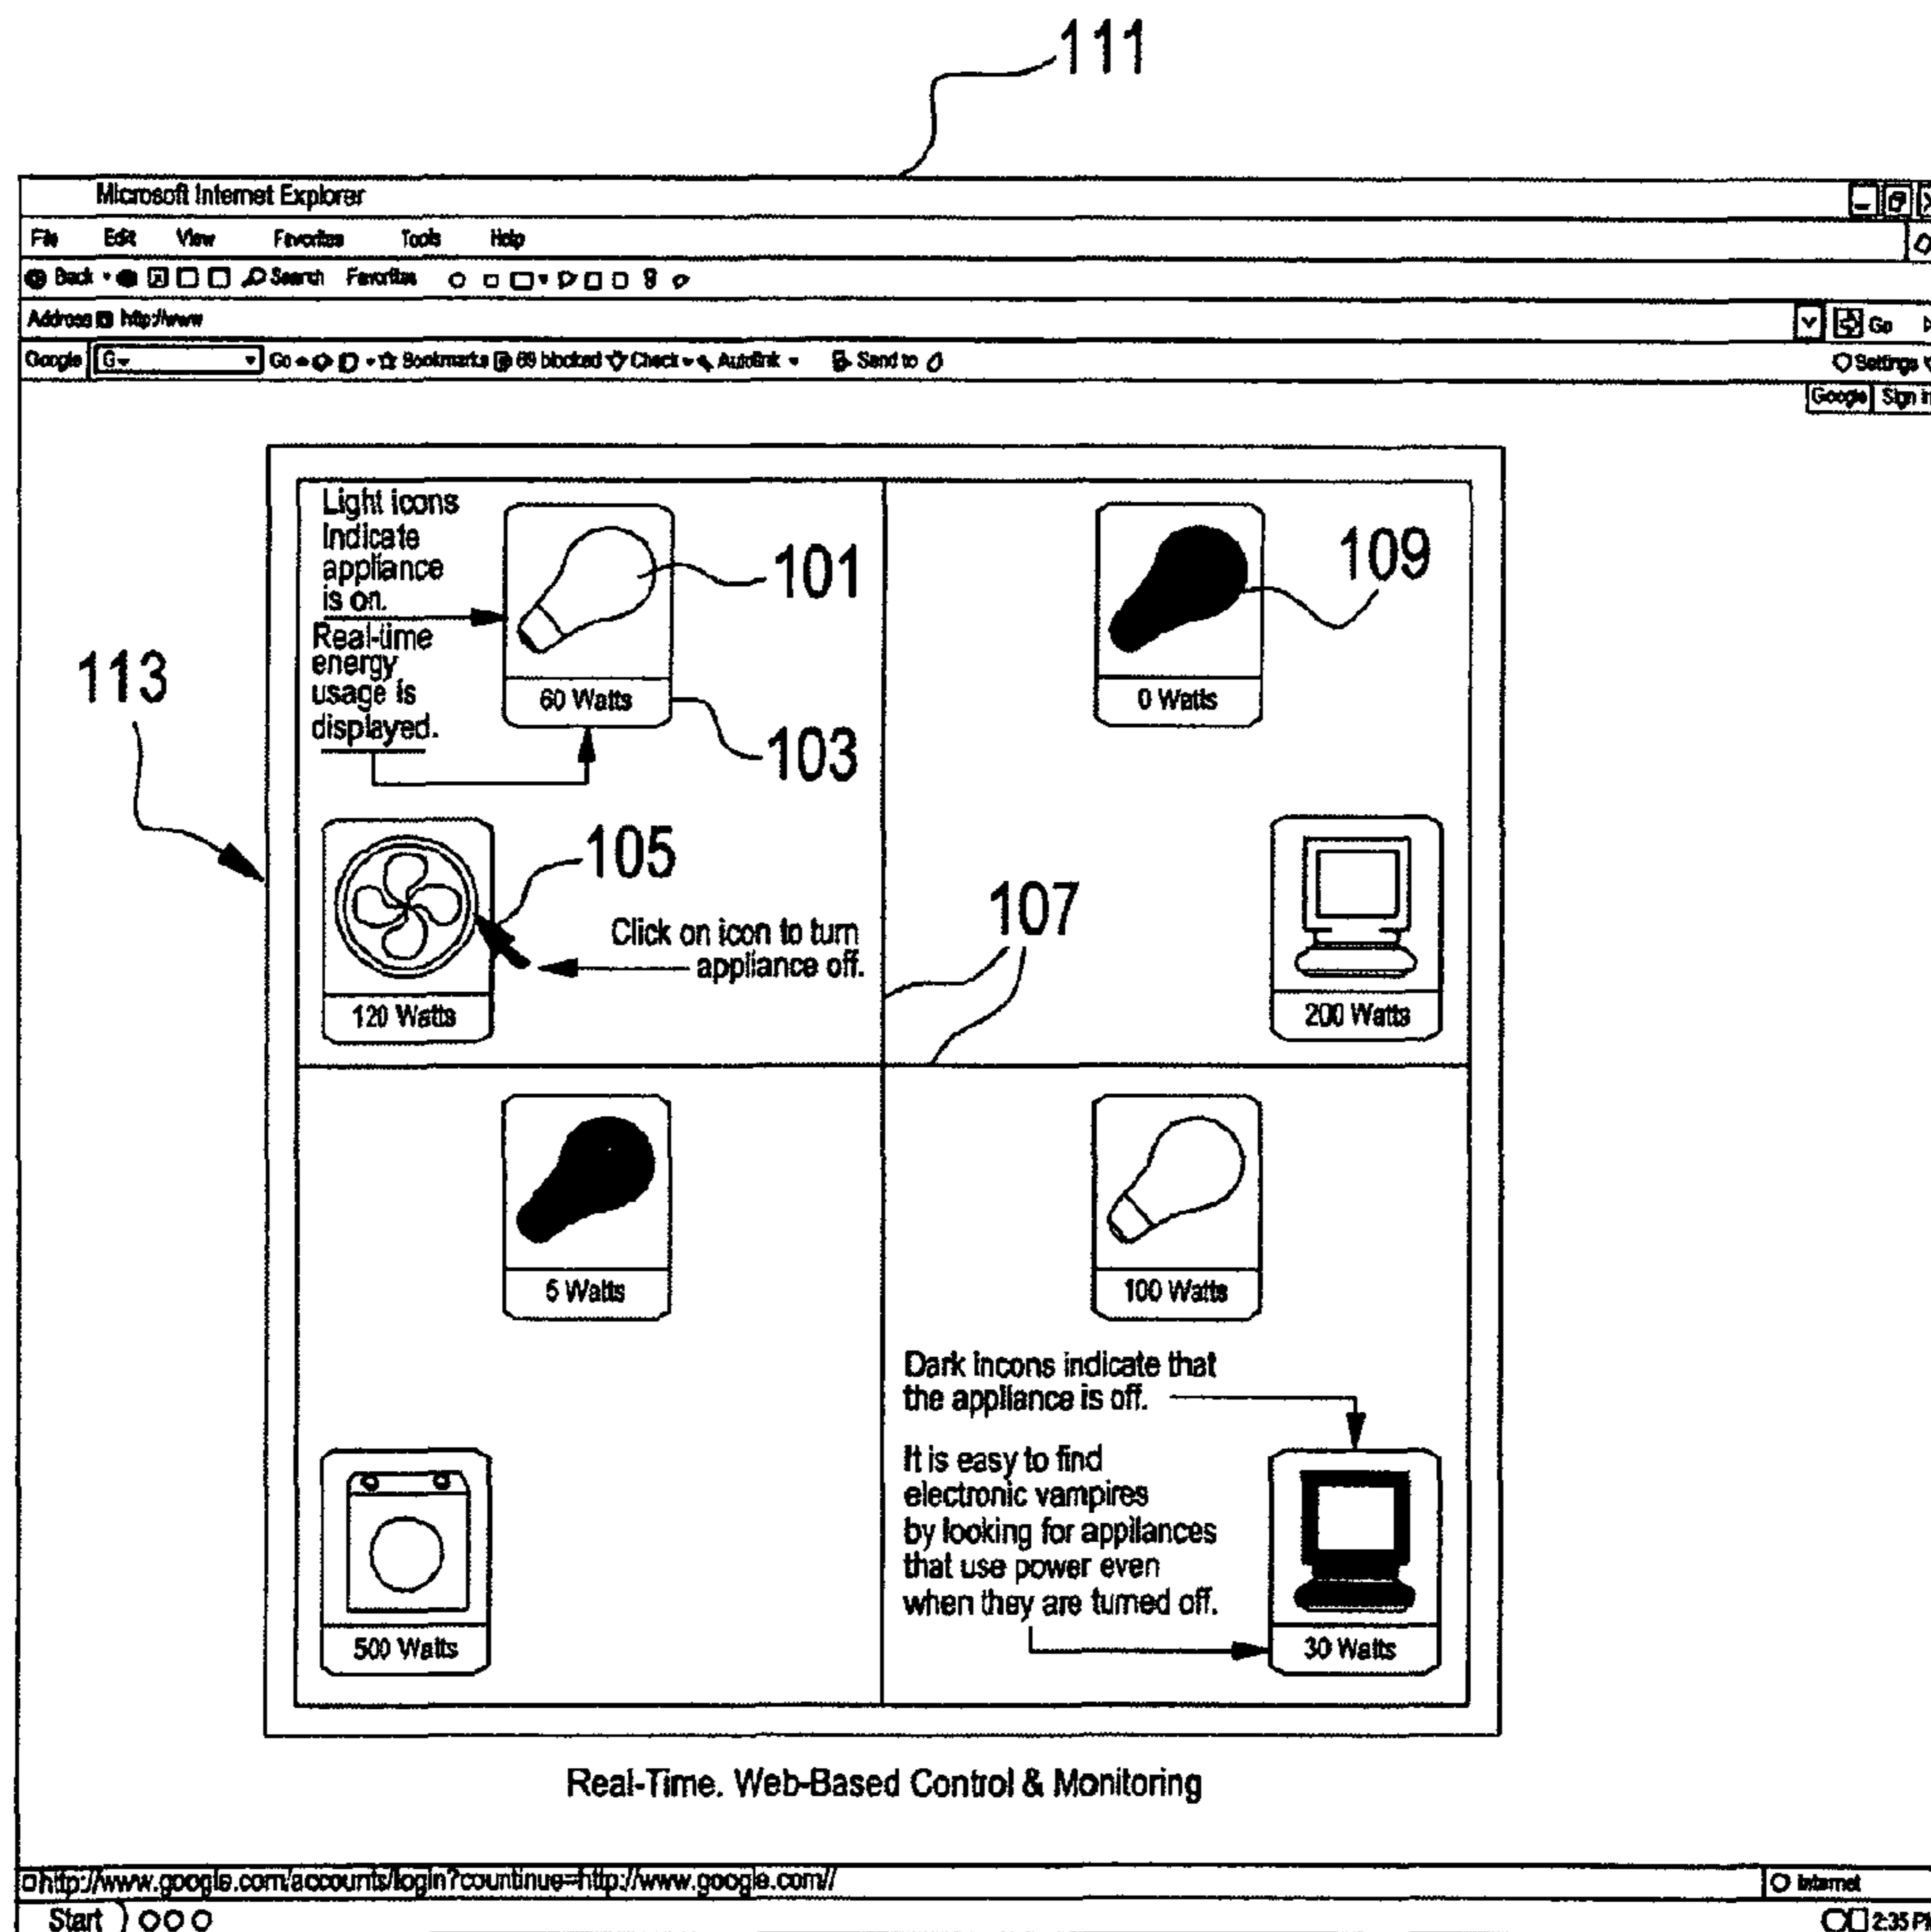 111
Microsoft Internet Explorer
File Edit View Favorites Tools Help
Back Search Favorites
Address http://www Go
Google G Go Bookmarks 69 blocked Check Autolink Send to Settings
Google Sign in
Light icons
indicate
appliance
is on.
101
109
Real-time
energy
usage is
displayed.
60 Watts
0 Watts
113
103
105
107
Click on icon to turn
appliance off.
120 Watts
200 Watts
5 Watts
100 Watts
Dark incons indicate that
the appliance is off.
It is easy to find
electronic vampires
by looking for appliances
that use power even
when they are turned off.
500 Watts
30 Watts
Real-Time. Web-Based Control & Monitoring
http://www.google.com/accounts/login?countinue=http://www.google.com//
Internet
Start
2:35 PM